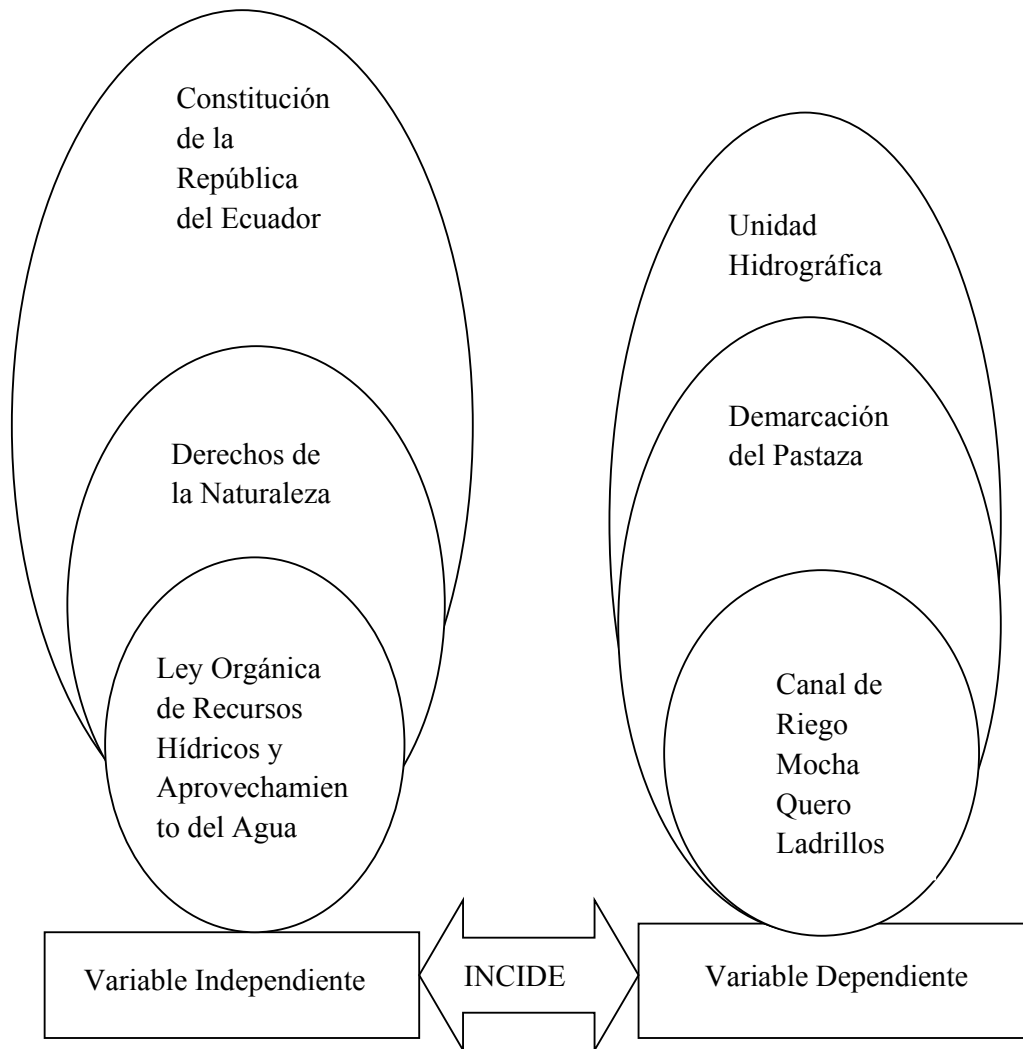 Constitución
de la
República
del Ecuador
Derechos de
la Naturaleza
Ley Orgánica
de Recursos
Hídricos y
Aprovechamien
to del Agua
Variable Independiente
INCIDE
Unidad
Hidrográfica
Demarcación
del Pastaza
Canal de
Riego
Mocha
Quero
Ladrillos
Variable Dependiente